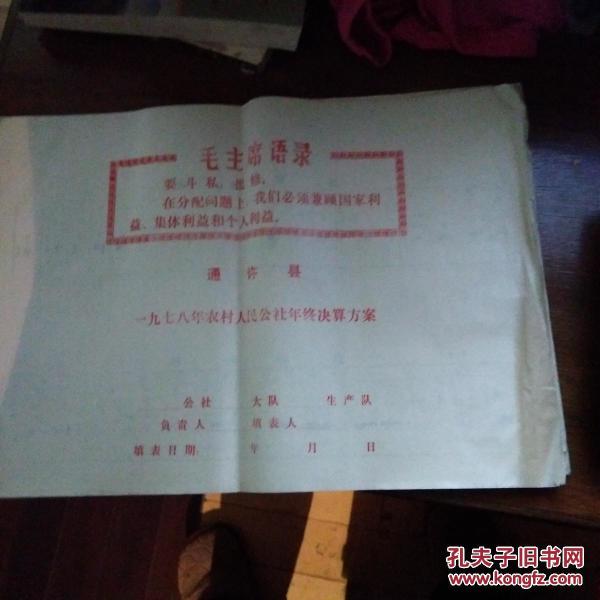 毛主席语录
要斗私，批修。
在分配问题上，我们必须兼顾国家利
益、集体利益和个人利益。
通许县
一九七八年农村人民公社年终决算方案
公社 大队 生产队
负责人 填表人
填表日期: 年 月 日
孔夫子旧书网
www.kongfz.com